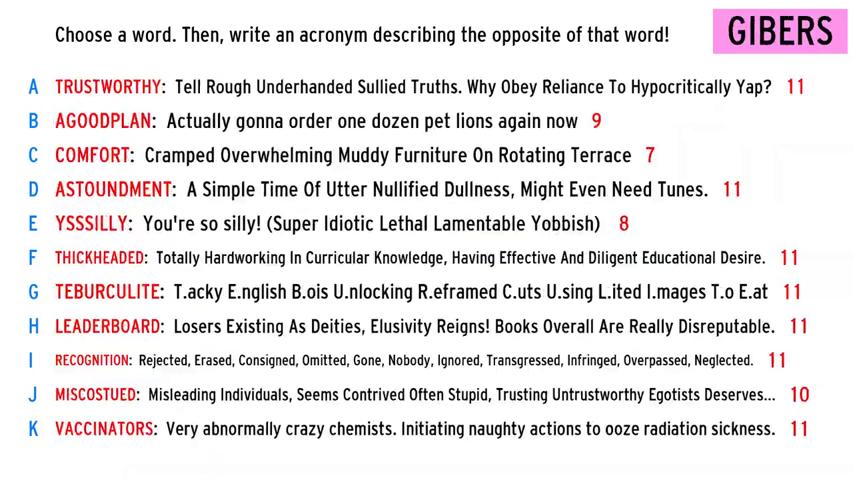 Choose a word. Then, write an acronym describing the opposite of that word!
GIBERS
A TRUSTWORTHY: Tell Rough Underhanded Sullied Truths. Why Obey Reliance To Hypocritically Yap? 11
B AGOODPLAN: Actually gonna order one dozen pet lions again now 9
C COMFORT: Cramped Overwhelming Muddy Furniture On Rotating Terrace 7
D ASTOUNDMENT: A Simple Time Of Utter Nullified Dullness, Might Even Need Tunes. 11
E YSSSILLY: You're so silly! (Super Idiotic Lethal Lamentable Yobbish) 8
F THICKHEADED: Totally Hardworking In Curricular Knowledge, Having Effective And Diligent Educational Desire. 11
G TEBURCULITE: T.acky E.nglish B.ois U.nlocking R.eframed C.uts U.sing L.ited I.mages T.o E.at 11
H LEADERBOARD: Losers Existing As Deities, Elusivity Reigns! Books Overall Are Really Disreputable. 11
I RECOGNITION: Rejected, Erased, Consigned, Omitted, Gone, Nobody, Ignored, Transgressed, Infringed, Overpassed, Neglected. 11
J MISCOSTUED: Misleading Individuals, Seems Contrived Often Stupid, Trusting Untrustworthy Egotists Deserves... 10
K VACCINATORS: Very abnormally crazy chemists. Initiating naughty actions to ooze radiation sickness. 11